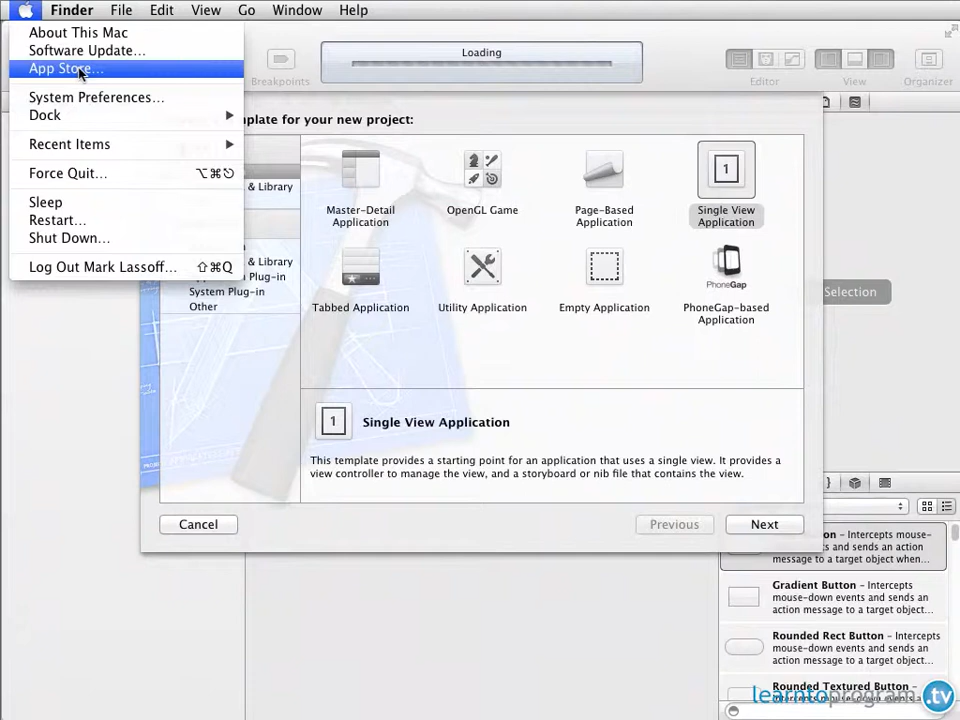 Finder File Edit View Go Window Help
About This Mac
Software Update...
App Store...
System Preferences...
Dock
Recent Items
Force Quit... ⌥⌘⎋
Sleep
Restart...
Shut Down...
Log Out Mark Lassoff... ⇧⌘Q
Loading
Breakpoints
Editor
View
Organizer
for your new project:
& Library
& Library
System Plug-in
Other
Master-Detail
Application
OpenGL Game
Page-Based
Application
1
Single View
Application
Tabbed Application
Utility Application
Empty Application
PhoneGap
PhoneGap-based
Application
Selection
1
Single View Application
This template provides a starting point for an application that uses a single view. It provides a
view controller to manage the view, and a storyboard or nib file that contains the view.
Cancel
Previous
Next
– Intercepts mouse-
and sends an action
message to a target object when...
Gradient Button – Intercepts
mouse-down events and sends an
action message to a target object...
Rounded Rect Button – Intercepts
mouse-down events and sends an
action message to a target object...
Rounded Textured Button –
learntoprogram.tv